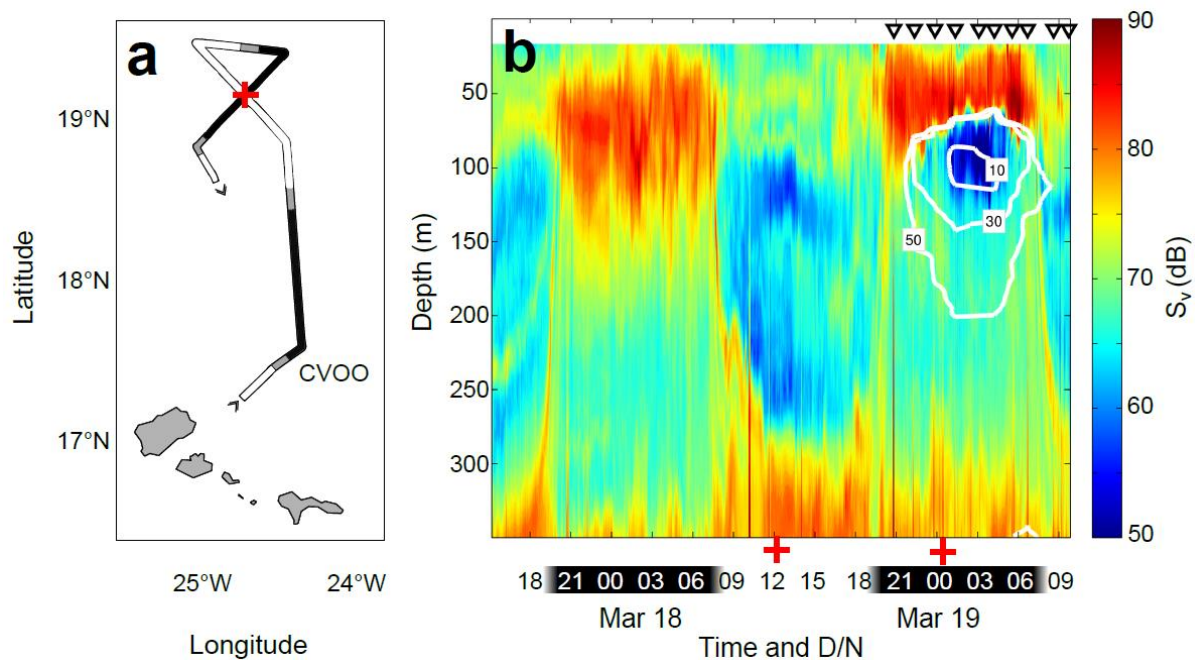 a
19°N
18°N
17°N
Latitude
CVOO
25°W 24°W
Longitude
b
50
100
150
200
250
300
Depth (m)
10
30
50
90
80
70
60
50
Sv (dB)
18 21 00 03 06 09 12 15 18 21 00 03 06 09
Mar 18 Mar 19
Time and D/N